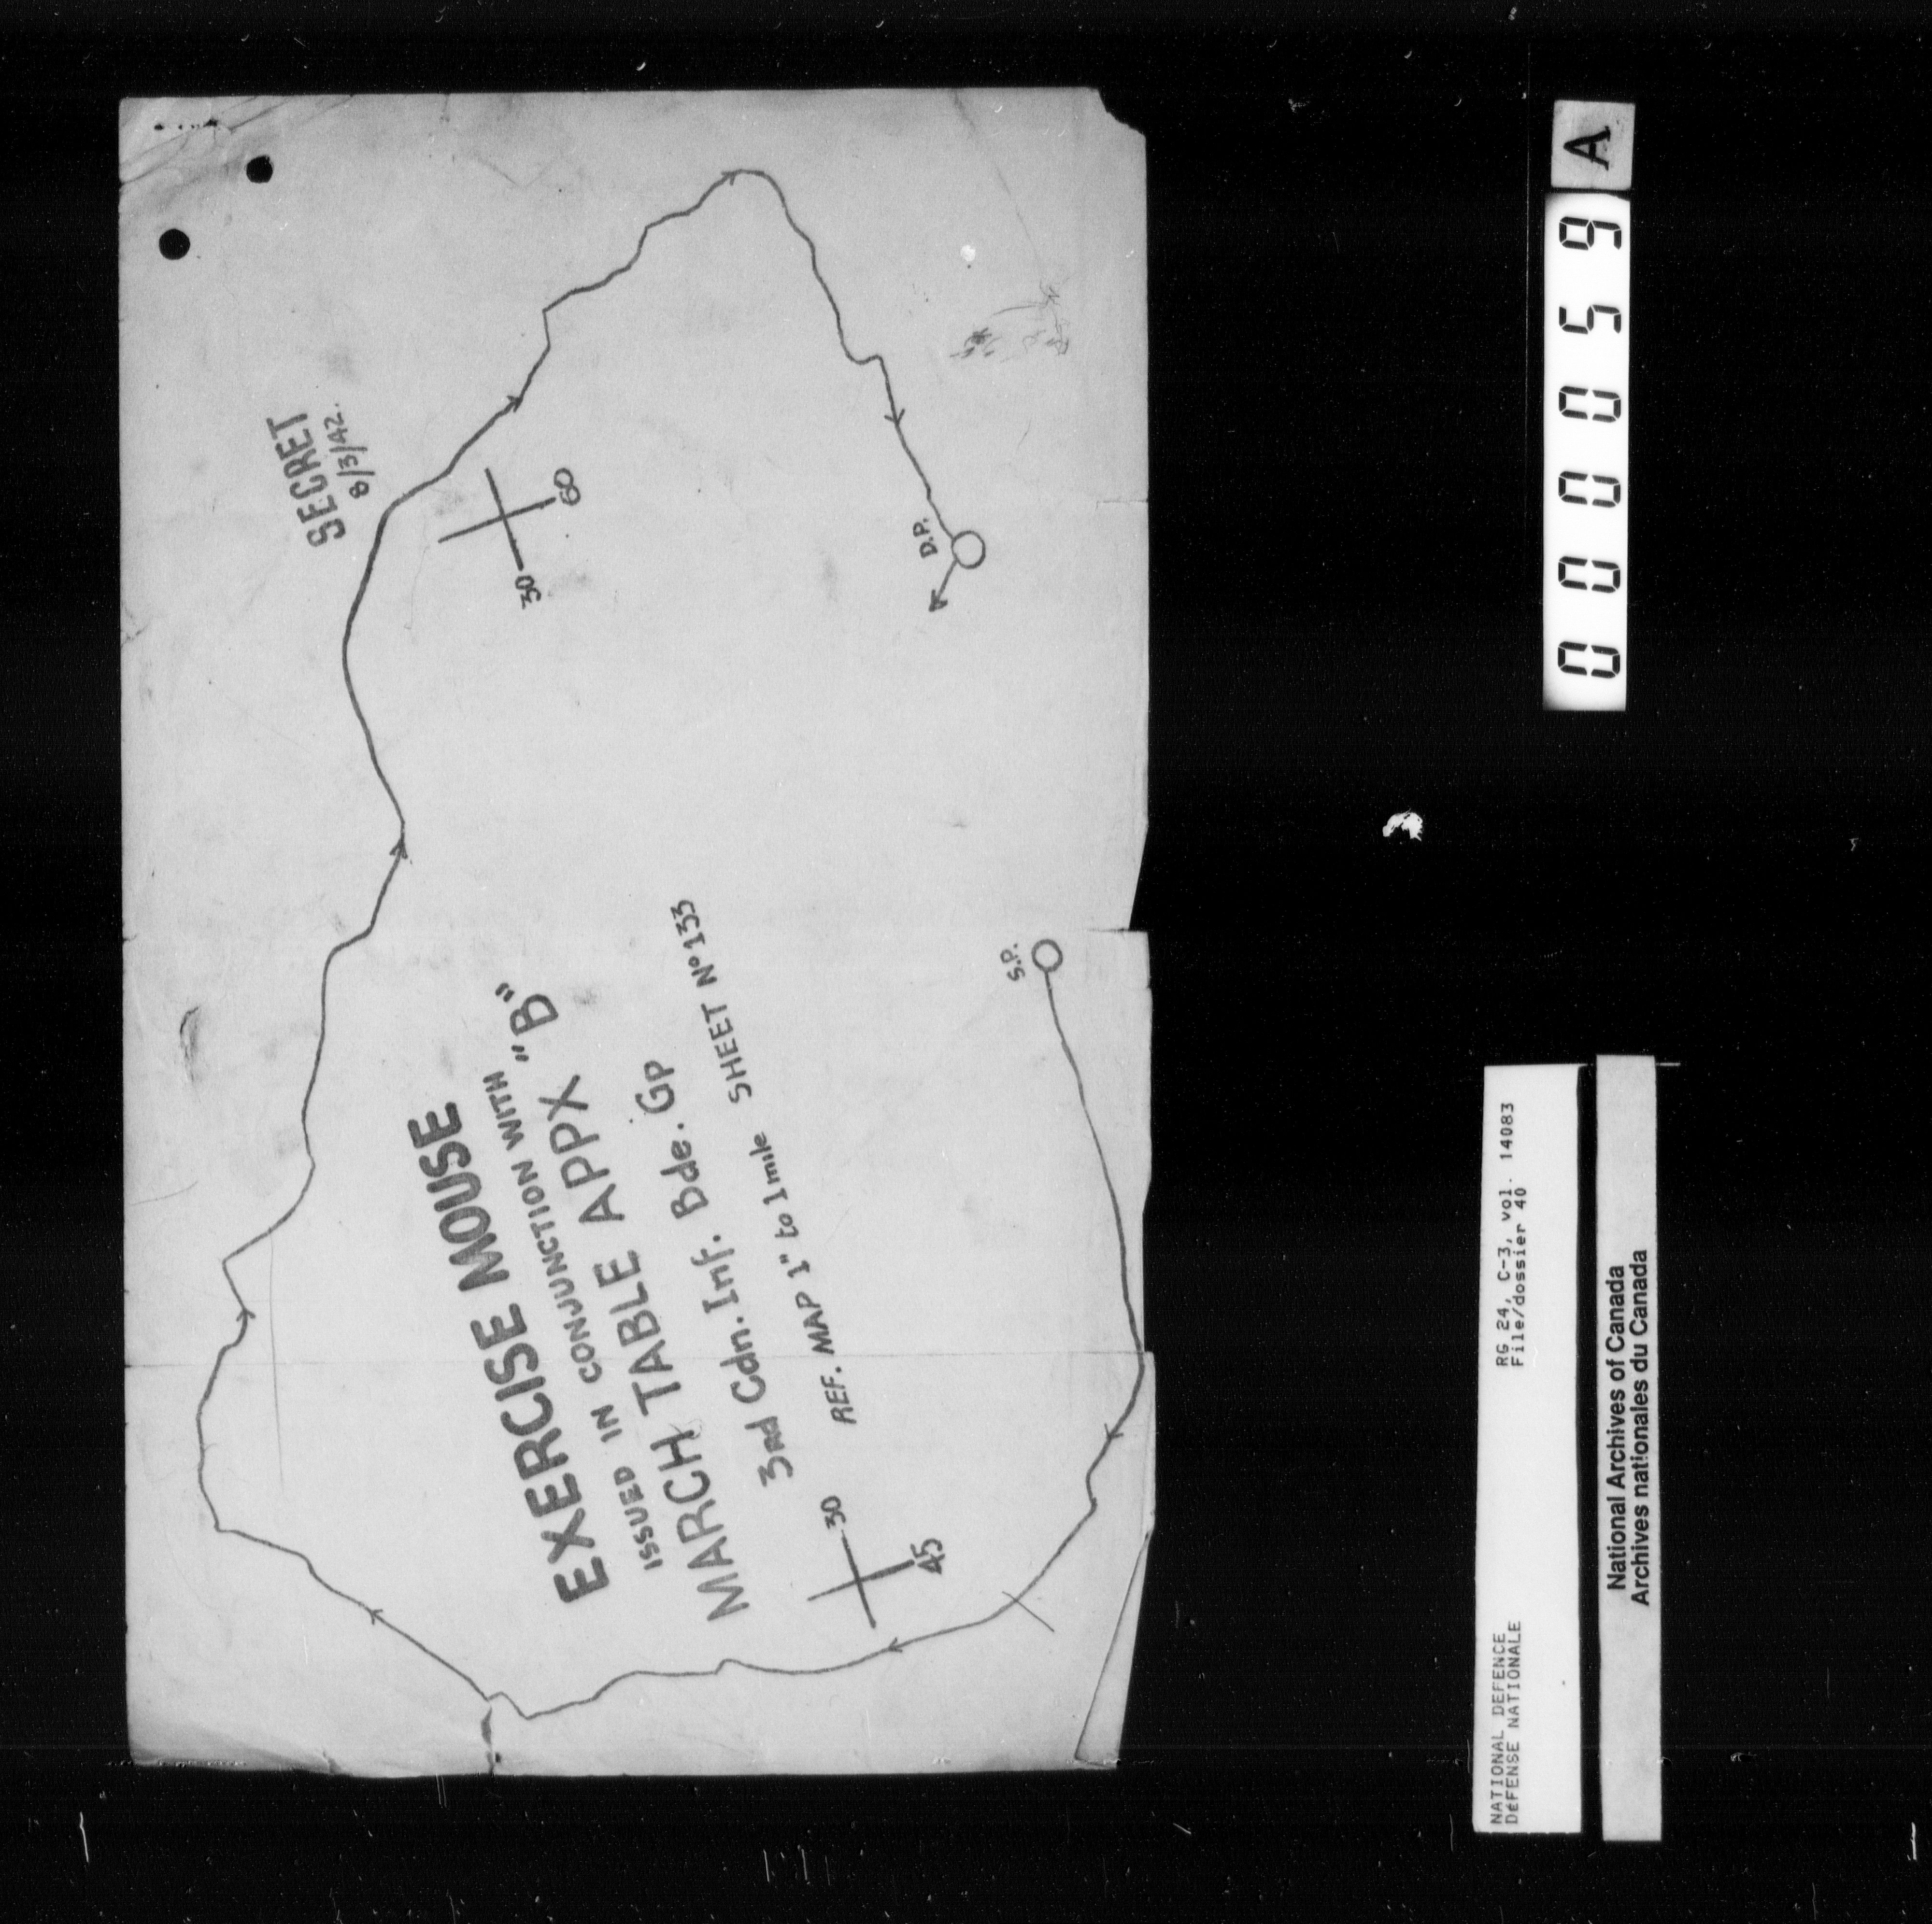 SECRET
8/3/42.
30
60
D.P.
S.P.
EXERCISE MOUSE
ISSUED IN CONJUNCTION WITH
MARCH TABLE APPX "B"
3rd Cdn. Inf. Bde. Gp
REF. MAP 1" to 1 mile SHEET Nº 133
30
45
000059 A
NATIONAL DEFENCE RG 24, C-3, vol. 14083
DéFENSE NATIONALE File/dossier 40
National Archives of Canada
Archives nationales du Canada